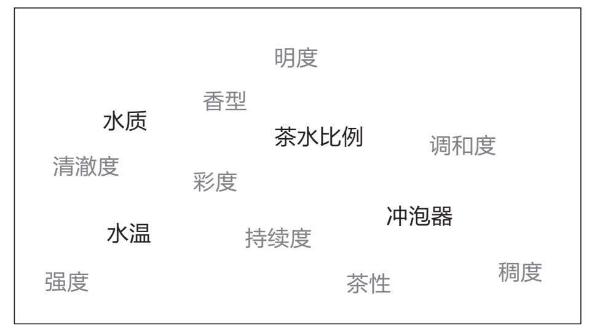 明度
香型
水质
茶水比例
调和度
清澈度
彩度
冲泡器
水温
持续度
稠度
强度
茶性